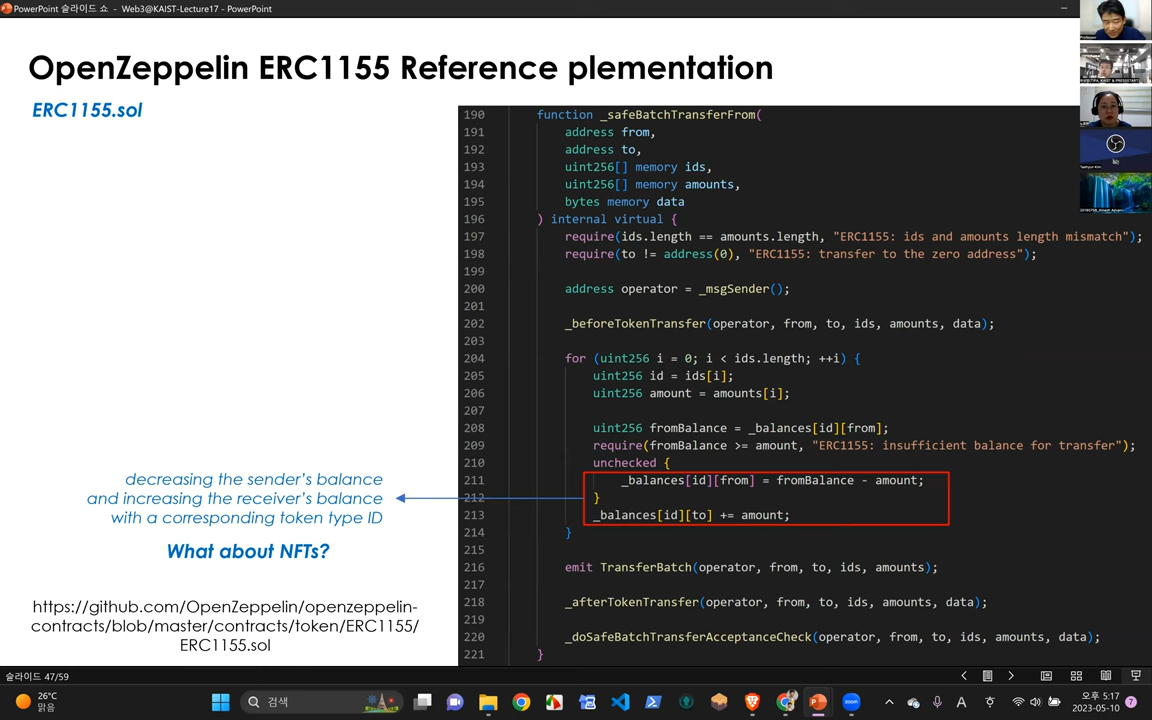 PowerPoint 슬라이드 쇼 - Web3@KAIST-Lecture17 - PowerPoint
OpenZeppelin ERC1155 Reference plementation
ERC1155.sol
190 function _safeBatchTransferFrom(
191 address from,
192 address to,
193 uint256[] memory ids,
194 uint256[] memory amounts,
195 bytes memory data
196 ) internal virtual {
197 require(ids.length == amounts.length, "ERC1155: ids and amounts length mismatch");
198 require(to != address(0), "ERC1155: transfer to the zero address");
199
200 address operator = _msgSender();
201
202 _beforeTokenTransfer(operator, from, to, ids, amounts, data);
203
204 for (uint256 i = 0; i < ids.length; ++i) {
205 uint256 id = ids[i];
206 uint256 amount = amounts[i];
207
208 uint256 fromBalance = _balances[id][from];
209 require(fromBalance >= amount, "ERC1155: insufficient balance for transfer");
210 unchecked {
211 _balances[id][from] = fromBalance - amount;
212 }
213 _balances[id][to] += amount;
214 }
215
216 emit TransferBatch(operator, from, to, ids, amounts);
217
218 _afterTokenTransfer(operator, from, to, ids, amounts, data);
219
220 _doSafeBatchTransferAcceptanceCheck(operator, from, to, ids, amounts, data);
221 }
decreasing the sender's balance
and increasing the receiver's balance
with a corresponding token type ID
What about NFTs?
https://github.com/OpenZeppelin/openzeppelin-
contracts/blob/master/contracts/token/ERC1155/
ERC1155.sol
슬라이드 47/59
26°C
맑음
검색
zoom
A
오후 5:17
2023-05-10
7